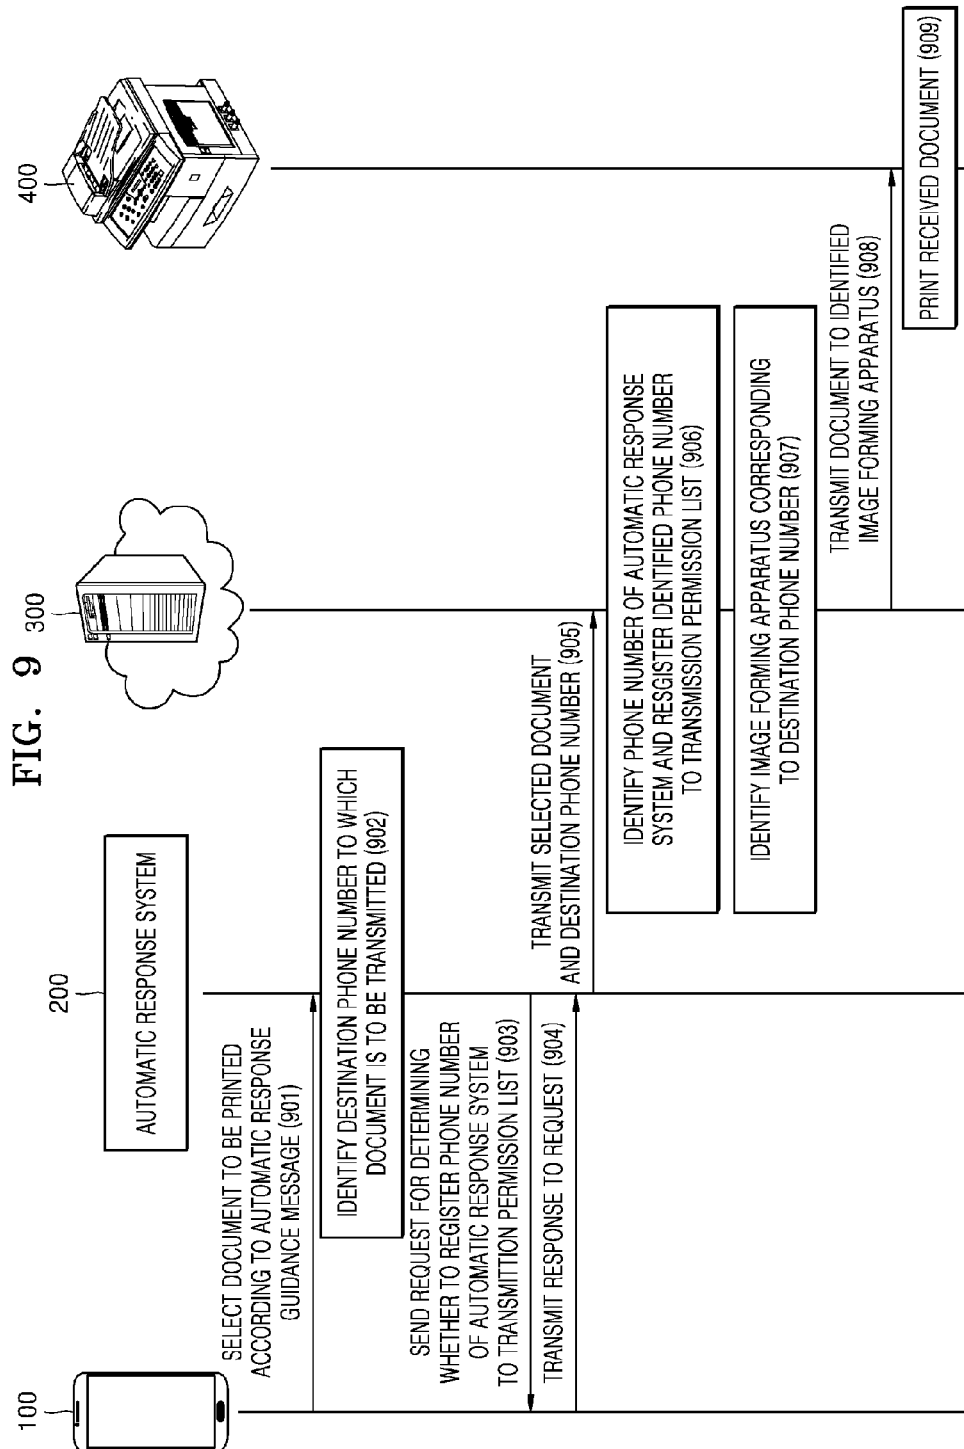 FIG. 9
100
200
300
400
AUTOMATIC RESPONSE SYSTEM
SELECT DOCUMENT TO BE PRINTED
ACCORDING TO AUTOMATIC RESPONSE
GUIDANCE MESSAGE (901)
IDENTIFY DESTINATION PHONE NUMBER TO WHICH
DOCUMENT IS TO BE TRANSMITTED (902)
SEND REQUEST FOR DETERMINING
WHETHER TO REGISTER PHONE NUMBER
OF AUTOMATIC RESPONSE SYSTEM
TO TRANSMITTION PERMISSION LIST (903)
TRANSMIT RESPONSE TO REQUEST (904)
TRANSMIT SELECTED DOCUMENT
AND DESTINATION PHONE NUMBER (905)
IDENTIFY PHONE NUMBER OF AUTOMATIC RESPONSE
SYSTEM AND RESGISTER IDENTIFIED PHONE NUMBER
TO TRANSMISSION PERMISSION LIST (906)
IDENTIFY IMAGE FORMING APPARATUS CORRESPONDING
TO DESTINATION PHONE NUMBER (907)
TRANSMIT DOCUMENT TO IDENTIFIED
IMAGE FORMING APPARATUS (908)
PRINT RECEIVED DOCUMENT (909)